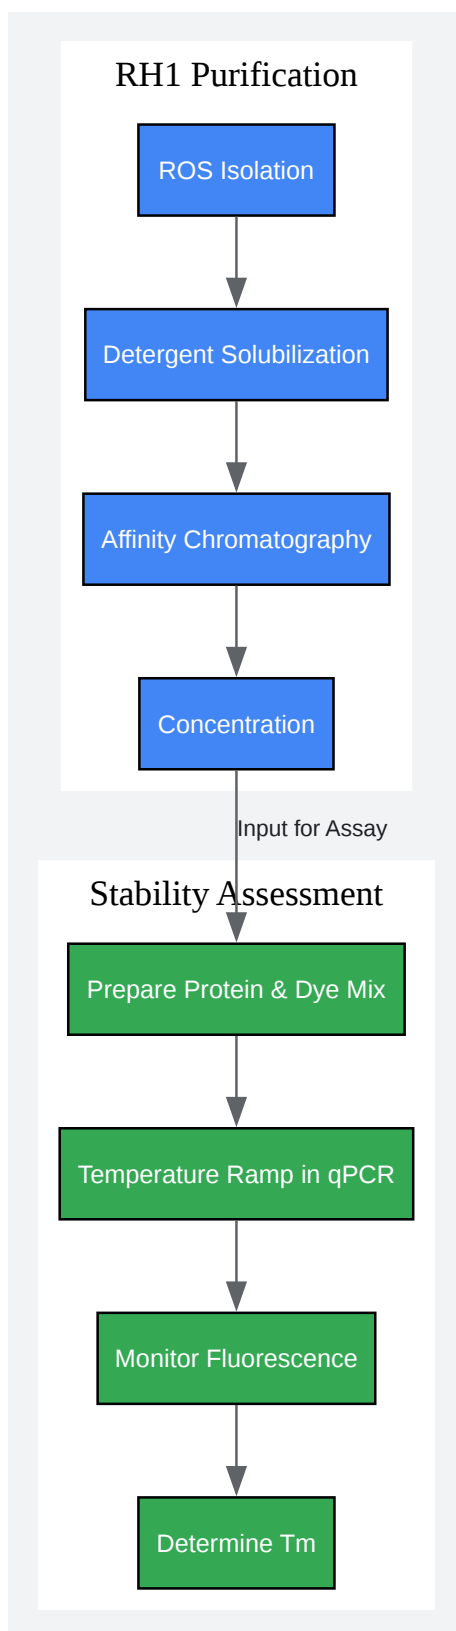 RH1 Purification
ROS Isolation
Detergent Solubilization
Affinity Chromatography
Concentration
Input for Assay
Stability Assessment
Prepare Protein & Dye Mix
Temperature Ramp in qPCR
Monitor Fluorescence
Determine Tm